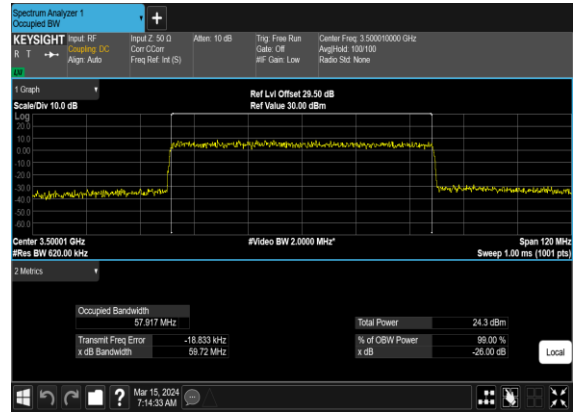 Spectrum Analyzer 1
Occupied BW
+
KEYSIGHT
R T
LU
Input: RF
Coupling: DC
Align: Auto
Input Z: 50 Ω
Corr CCorr
Freq Ref: Int (S)
Atten: 10 dB
Trig: Free Run
Gate: Off
#IF Gain: Low
Center Freq: 3.500010000 GHz
Avg|Hold: 100/100
Radio Std: None
1 Graph
Scale/Div 10.0 dB
Ref Lvl Offset 29.50 dB
Ref Value 30.00 dBm
Log
20.0
10.0
0.00
-10.0
-20.0
-30.0
-40.0
-50.0
-60.0
Center 3.50001 GHz
#Res BW 620.00 kHz
#Video BW 2.0000 MHz*
Span 120 MHz
Sweep 1.00 ms (1001 pts)
2 Metrics
Occupied Bandwidth
57.917 MHz
Total Power 24.3 dBm
Transmit Freq Error -18.833 kHz
x dB Bandwidth 59.72 MHz
% of OBW Power 99.00 %
x dB -26.00 dB
Local
?
Mar 15, 2024
7:14:33 AM